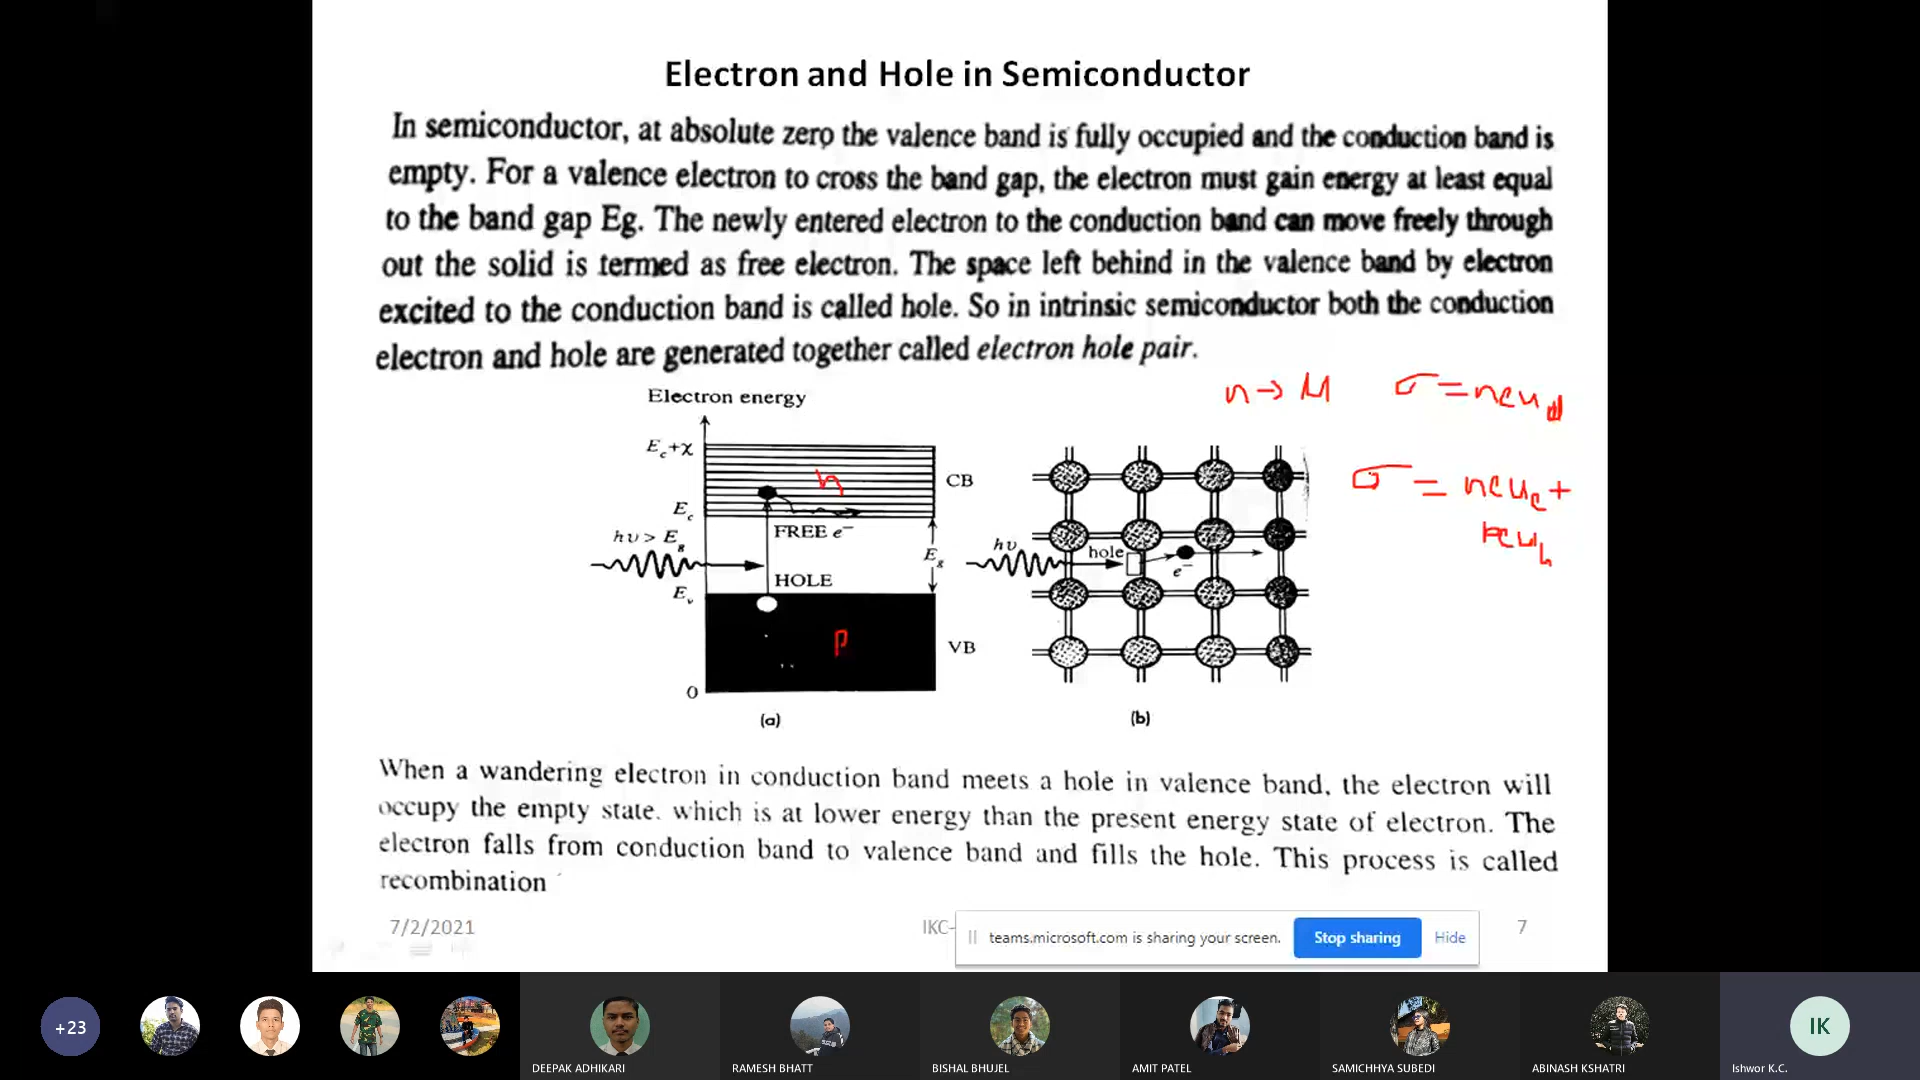 Electron and Hole in Semiconductor
In semiconductor, at absolute zero the valence band is fully occupied and the conduction band is
empty. For a valence electron to cross the band gap, the electron must gain energy at least equal
to the band gap Eg. The newly entered electron to the conduction band can move freely through
out the solid is termed as free electron. The space left behind in the valence band by electron
excited to the conduction band is called hole. So in intrinsic semiconductor both the conduction
electron and hole are generated together called electron hole pair.
n → M σ = neu
Electron energy
E_c+χ
n
CB
σ = neu_e +
peu_h
E_c
FREE e⁻
hυ > E_g
E_g
hυ
hole
e⁻
HOLE
E_v
P
VB
0
(a) (b)
When a wandering electron in conduction band meets a hole in valence band, the electron will
occupy the empty state. which is at lower energy than the present energy state of electron. The
electron falls from conduction band to valence band and fills the hole. This process is called
recombination
7/2/2021 IKC- 7
teams.microsoft.com is sharing your screen. Stop sharing Hide
+23
DEEPAK ADHIKARI RAMESH BHATT BISHAL BHUJEL AMIT PATEL SAMICHHYA SUBEDI ABINASH KSHATRI IK
Ishwor K.C.